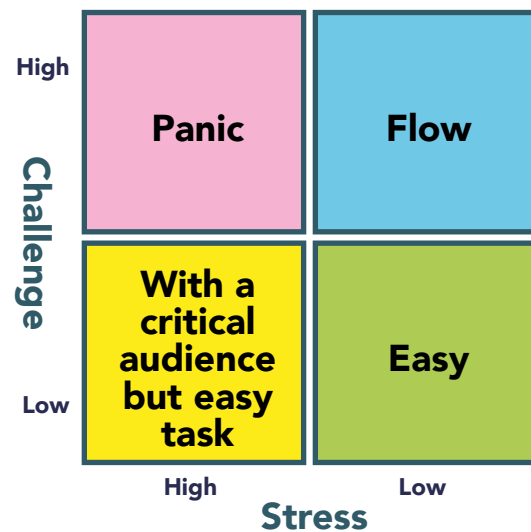 High
Panic
Flow
Challenge
With a
critical
audience
but easy
task
Easy
Low
High
Low
Stress